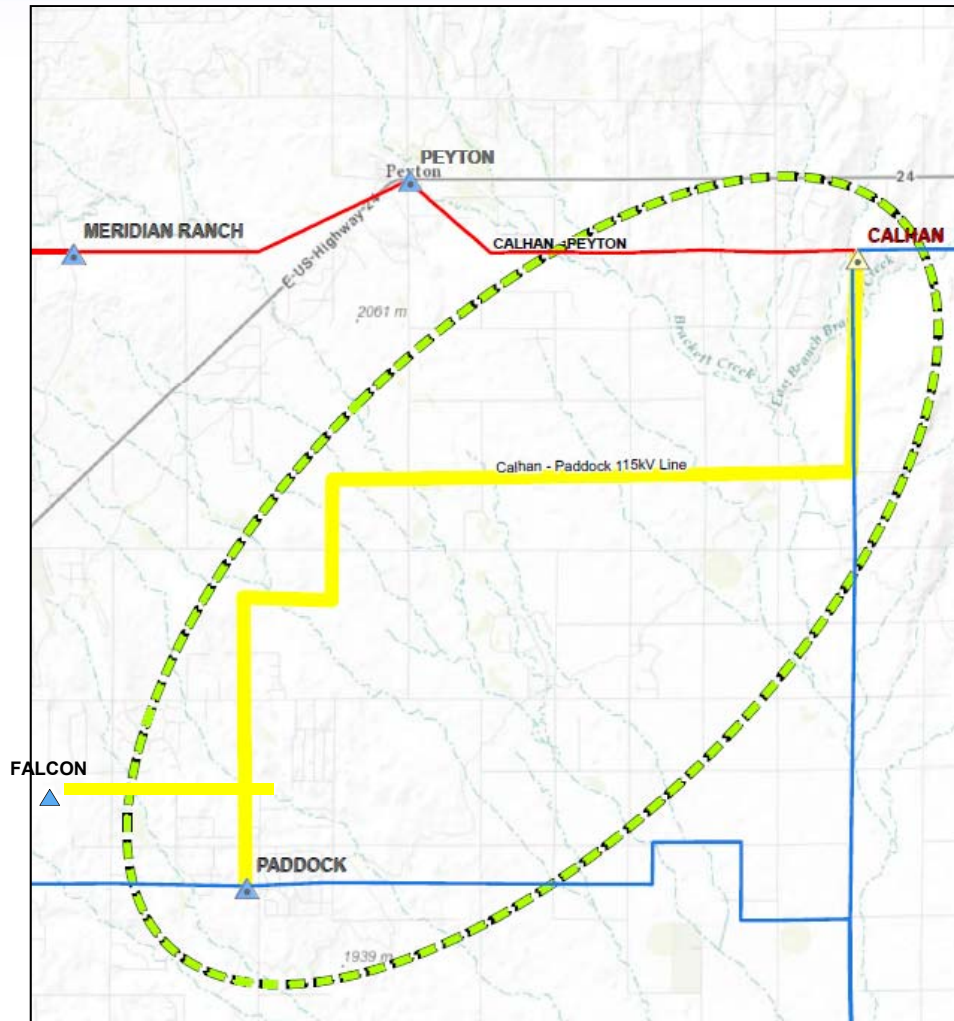 PEYTON
Peyton
24
MERIDIAN RANCH
E-US-Highway-24
CALHAN - PEYTON
CALHAN
2061 m
Brackett Creek
East Branch Bra Creek
Calhan - Paddock 115kV Line
FALCON
PADDOCK
1939 m